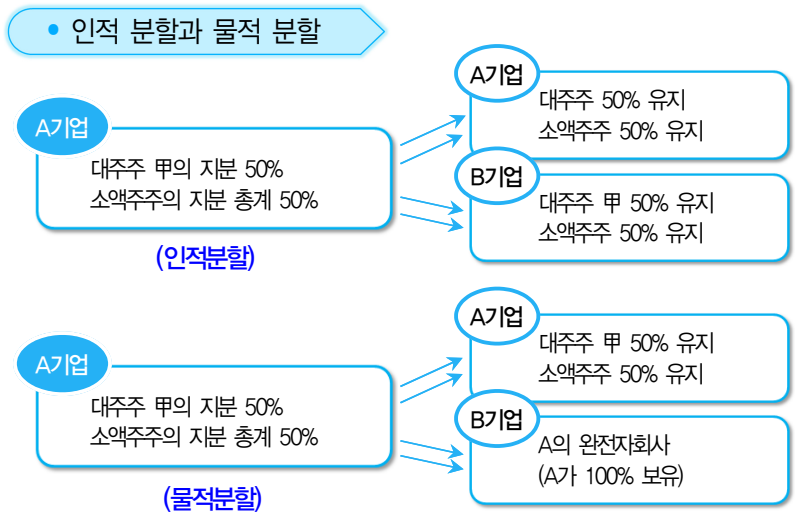 • 인적 분할과 물적 분할
A기업
대주주 甲의 지분 50%
소액주주의 지분 총계 50%
A기업
대주주 50% 유지
소액주주 50% 유지
B기업
대주주 甲 50% 유지
소액주주 50% 유지
(인적분할)
A기업
대주주 甲의 지분 50%
소액주주의 지분 총계 50%
A기업
대주주 甲 50% 유지
소액주주 50% 유지
B기업
A의 완전자회사
(A가 100% 보유)
(물적분할)